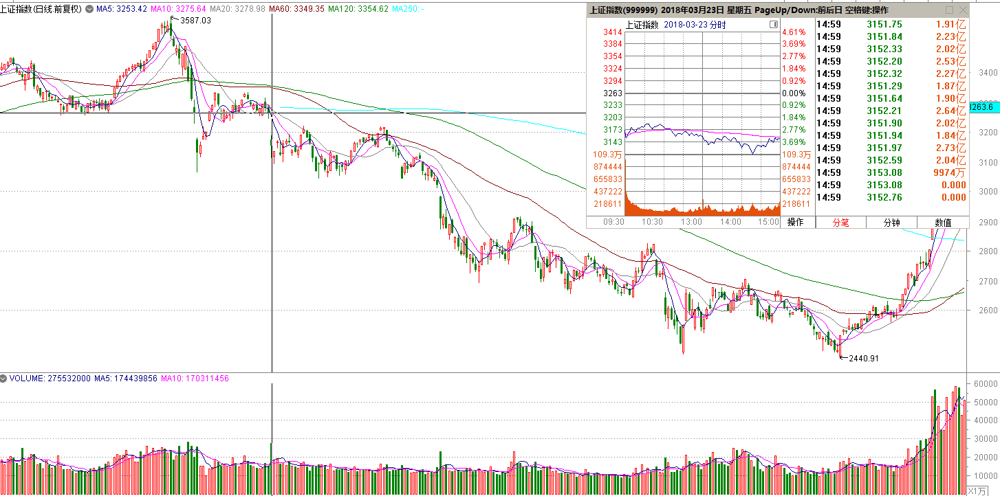 上证指数(日线.前复权) MA5: 3253.42 MA10: 3275.64 MA20: 3278.98 MA60: 3349.35 MA120: 3354.62 MA250: -
3587.03
2440.91
3400
3263.6
3200
3100
3000
2900
2800
2700
2600
上证指数(999999) 2018年03月23日 星期五 PageUp/Down:前后日 空格键:操作
上证指数 2018-03-23 分时
3414 4.61%
3384 3.69%
3354 2.77%
3324 1.84%
3294 0.92%
3263 0.00%
3233 0.92%
3203 1.84%
3173 2.77%
3143 3.69%
109.3万 109.3万
874444 874444
655833 655833
437222 437222
218611 218611
09:30 10:30 13:00 14:00 15:00
14:59 3151.75 1.91亿
14:59 3151.84 2.23亿
14:59 3152.33 2.02亿
14:59 3152.20 2.53亿
14:59 3152.32 2.27亿
14:59 3151.29 1.87亿
14:59 3151.64 1.90亿
14:59 3152.21 2.64亿
14:59 3151.90 2.02亿
14:59 3151.94 1.84亿
14:59 3151.97 2.73亿
14:59 3152.59 2.04亿
14:59 3153.08 9974万
14:59 3153.08 0.000
14:59 3152.76 0.000
操作 分笔 分钟 数值
VOLUME: 275532000 MA5: 174439856 MA10: 170311456
60000
50000
40000
30000
20000
10000
X1万